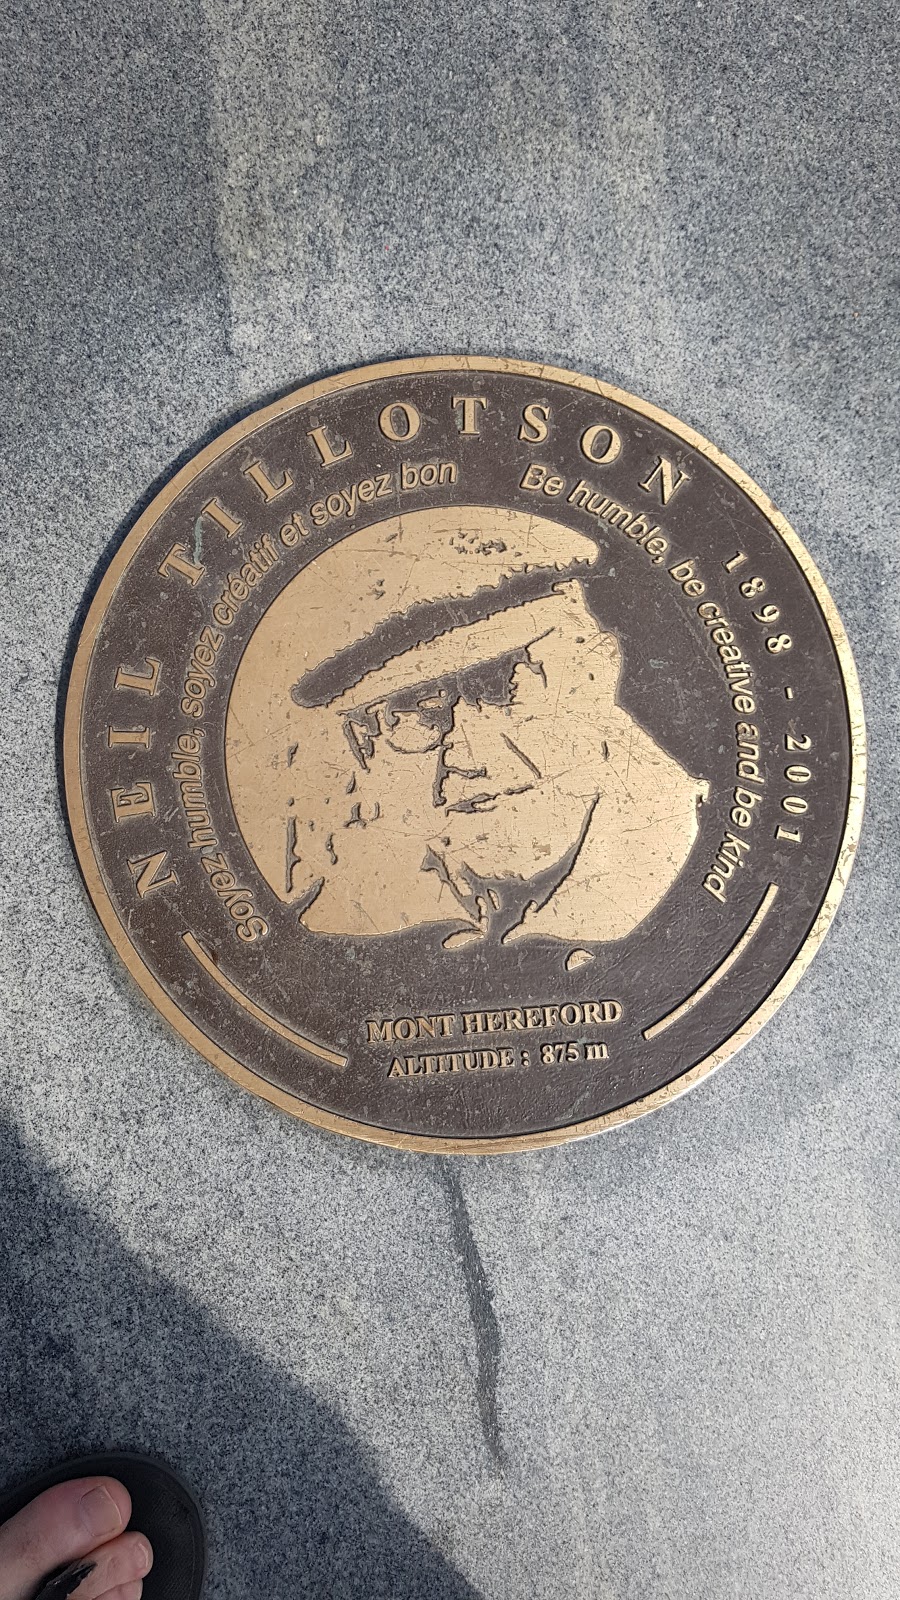 NEIL TILLOTSON 1898 - 2001
Soyez humble, soyez créatif et soyez bon
Be humble, be creative and be kind
MONT HEREFORD
ALTITUDE : 875 m